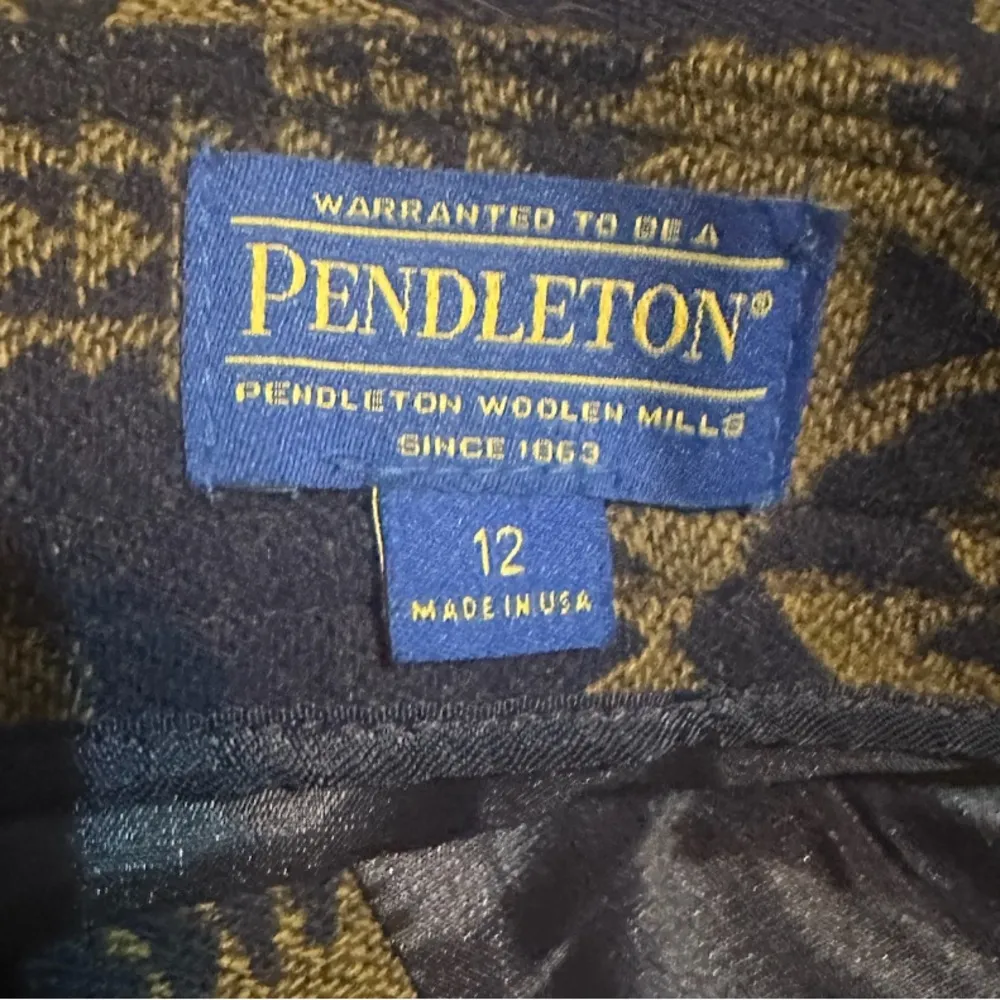 WARRANTED TO BE A
PENDLETON®
PENDLETON WOOLEN MILLS
SINCE 1863
12
MADE IN USA